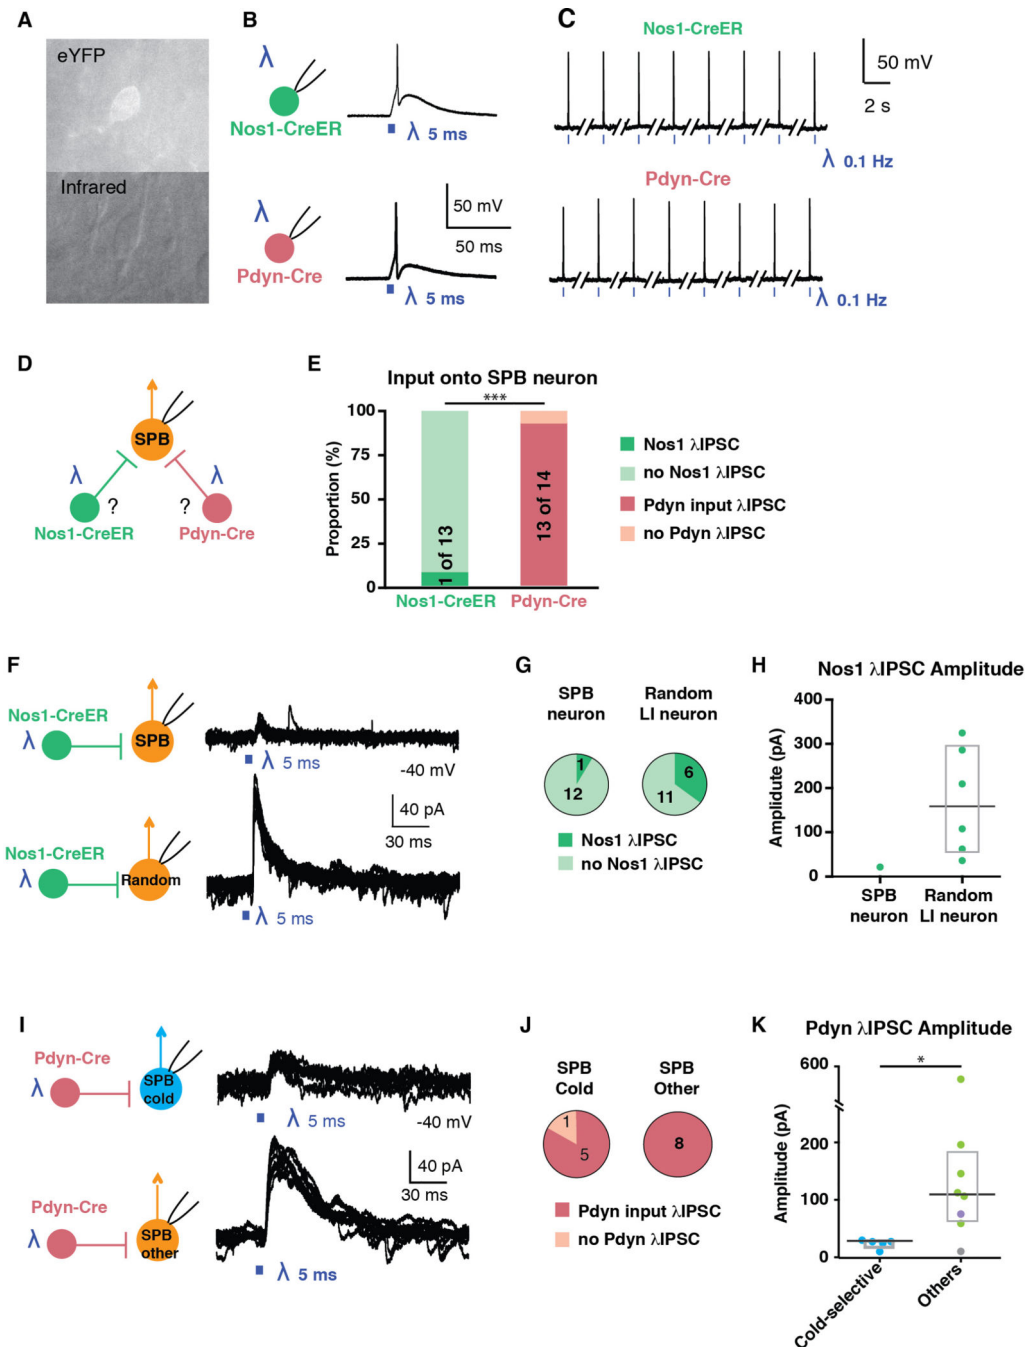 A
eYFP
Infrared
B
λ
Nos1-CreER
λ 5 ms
λ
Pdyn-Cre
50 mV
50 ms
λ 5 ms
C
Nos1-CreER
50 mV
2 s
λ 0.1 Hz
Pdyn-Cre
λ 0.1 Hz
D
SPB
λ
λ
?
?
Nos1-CreER
Pdyn-Cre
E
Input onto SPB neuron
***
Proportion (%)
100
75
50
25
0
1 of 13
13 of 14
Nos1-CreER
Pdyn-Cre
Nos1 λIPSC
no Nos1 λIPSC
Pdyn input λIPSC
no Pdyn λIPSC
F
Nos1-CreER
λ
SPB
λ 5 ms
-40 mV
40 pA
30 ms
Nos1-CreER
λ
Random
λ 5 ms
G
SPB
neuron
Random
LI neuron
1
12
6
11
Nos1 λIPSC
no Nos1 λIPSC
H
Nos1 λIPSC Amplitude
Amplidute (pA)
400
300
200
100
0
SPB
neuron
Random
LI neuron
I
Pdyn-Cre
λ
SPB
cold
λ 5 ms
-40 mV
40 pA
30 ms
Pdyn-Cre
λ
SPB
other
λ 5 ms
J
SPB
Cold
SPB
Other
1
5
8
Pdyn input λIPSC
no Pdyn λIPSC
K
Pdyn λIPSC Amplitude
*
Amplitude (pA)
600
200
100
0
Cold-selective
Others